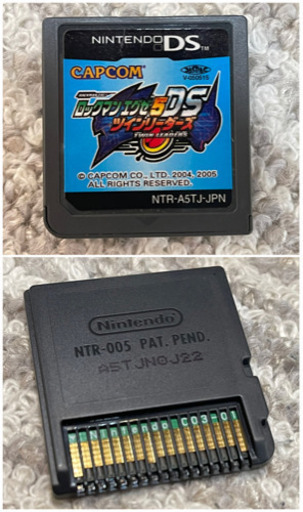 NINTENDO DS™
CAPCOM
V-050515
ロックマンエグゼ5DS
ツインリーダーズ
TWIN LEADERS
© CAPCOM CO., LTD. 2004, 2005
ALL RIGHTS RESERVED.
NTR-A5TJ-JPN
Nintendo
NTR-005 PAT. PEND.
A5TJN0J22